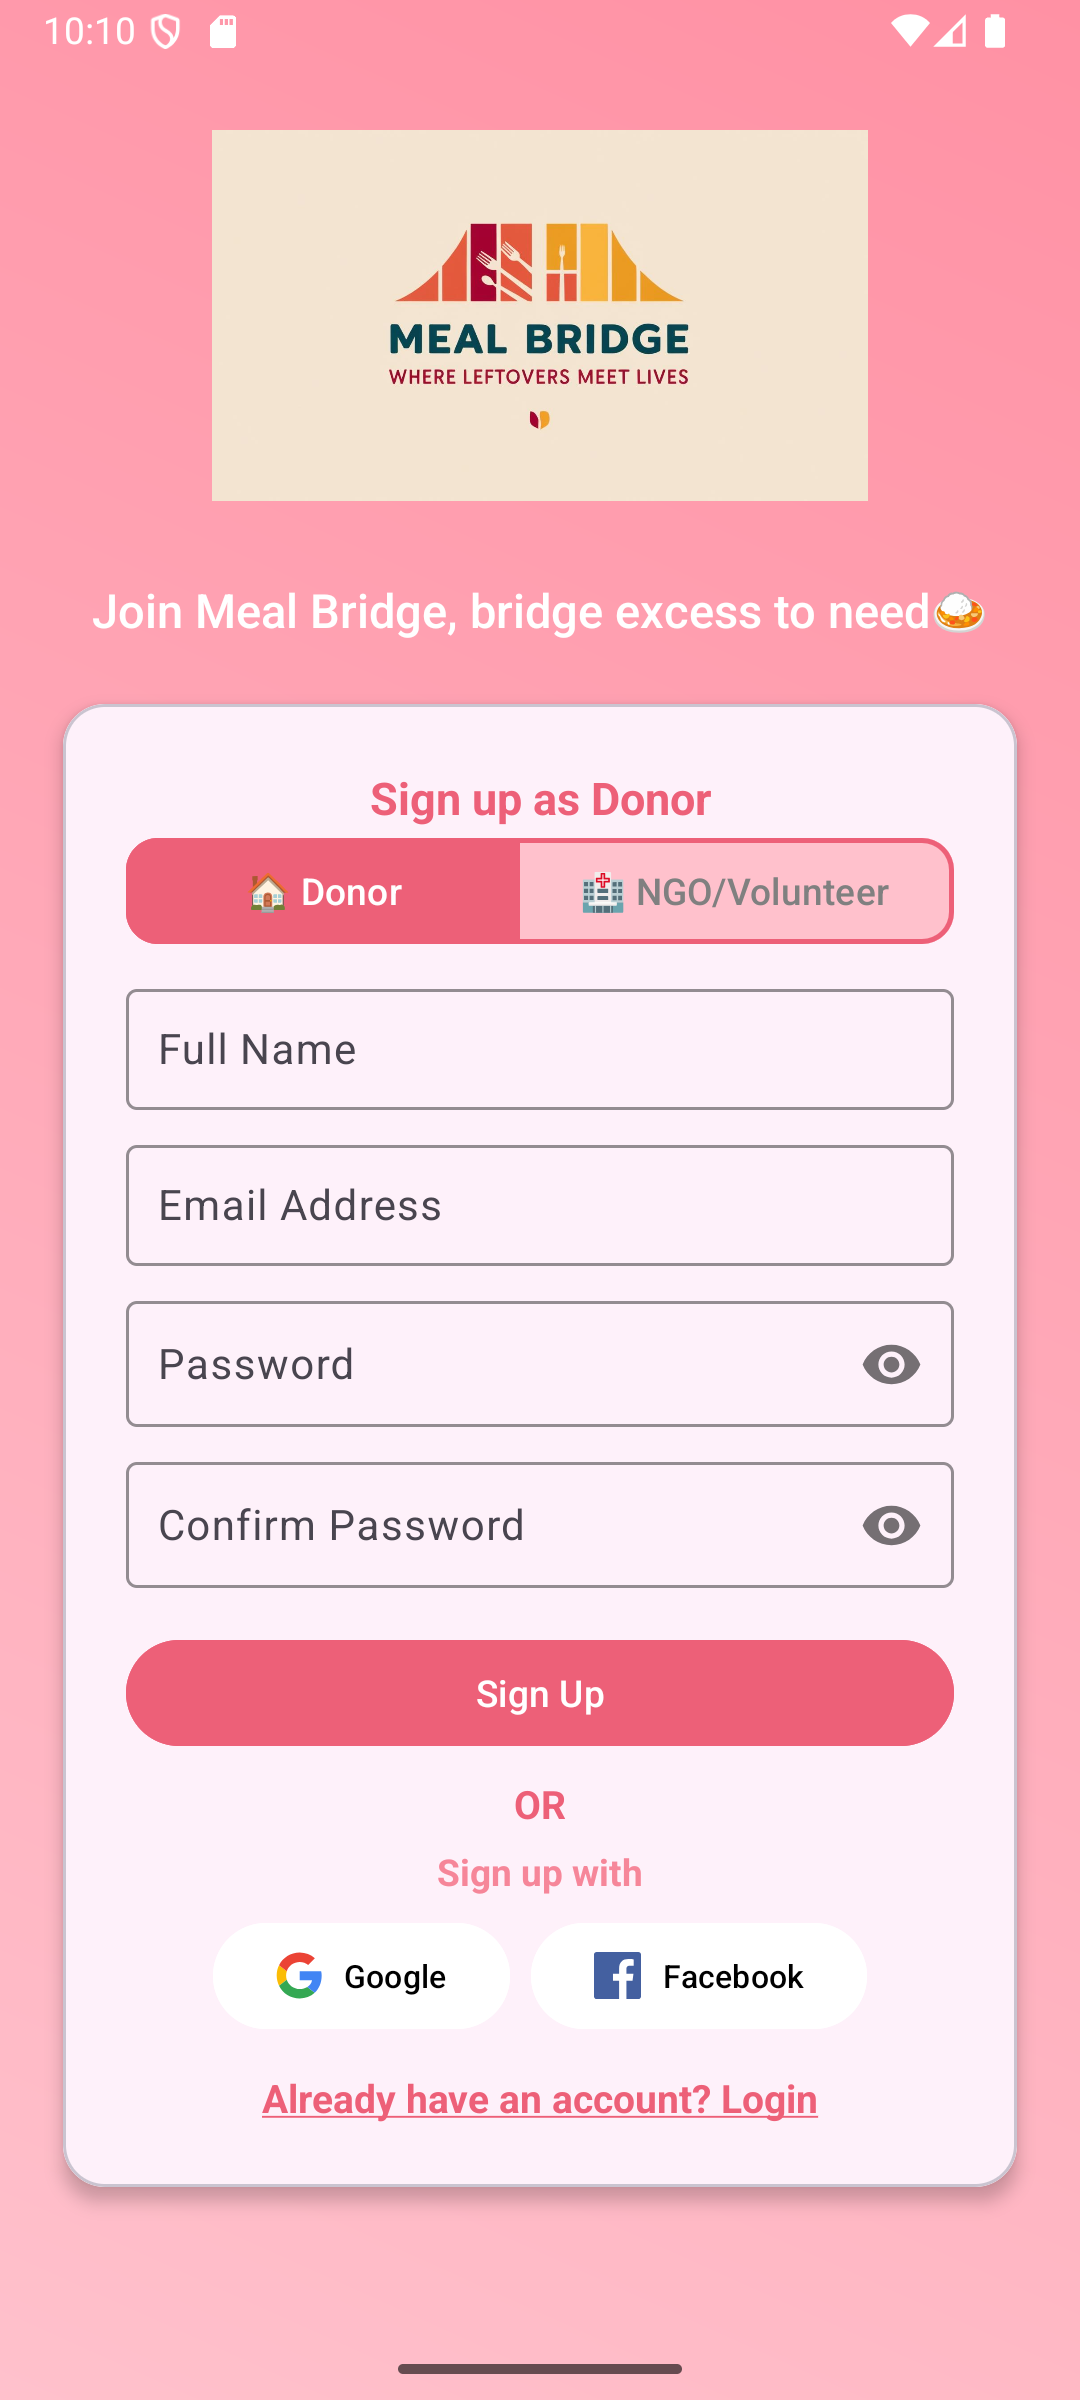 10:10
MEAL BRIDGE
WHERE LEFTOVERS MEET LIVES
Join Meal Bridge, bridge excess to need🍛
Sign up as Donor
🏠 Donor
🏥 NGO/Volunteer
Full Name
Email Address
Password
Confirm Password
Sign Up
OR
Sign up with
Google
Facebook
Already have an account? Login